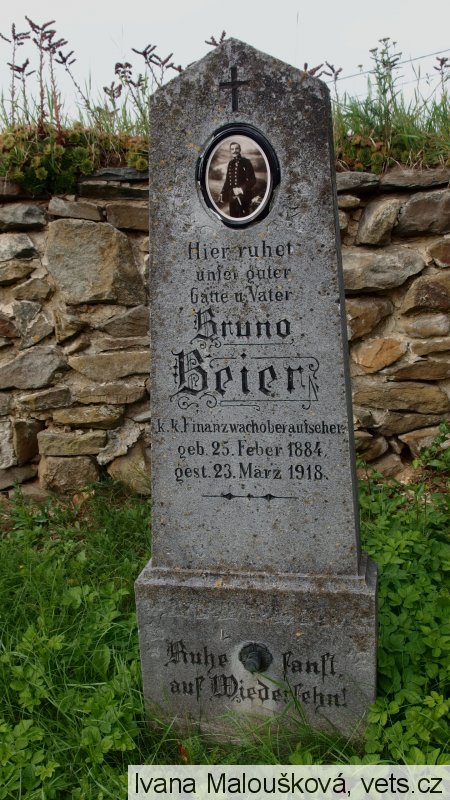 Hier ruhet
unser guter
Gatte u. Vater
Bruno
Beier
k. k. Finanzwachoberaufseher.
geb. 25. Feber 1884.
gest. 23. März 1918.
Ruhe sanft,
auf Wiedersehn!
Ivana Maloušková, vets.cz